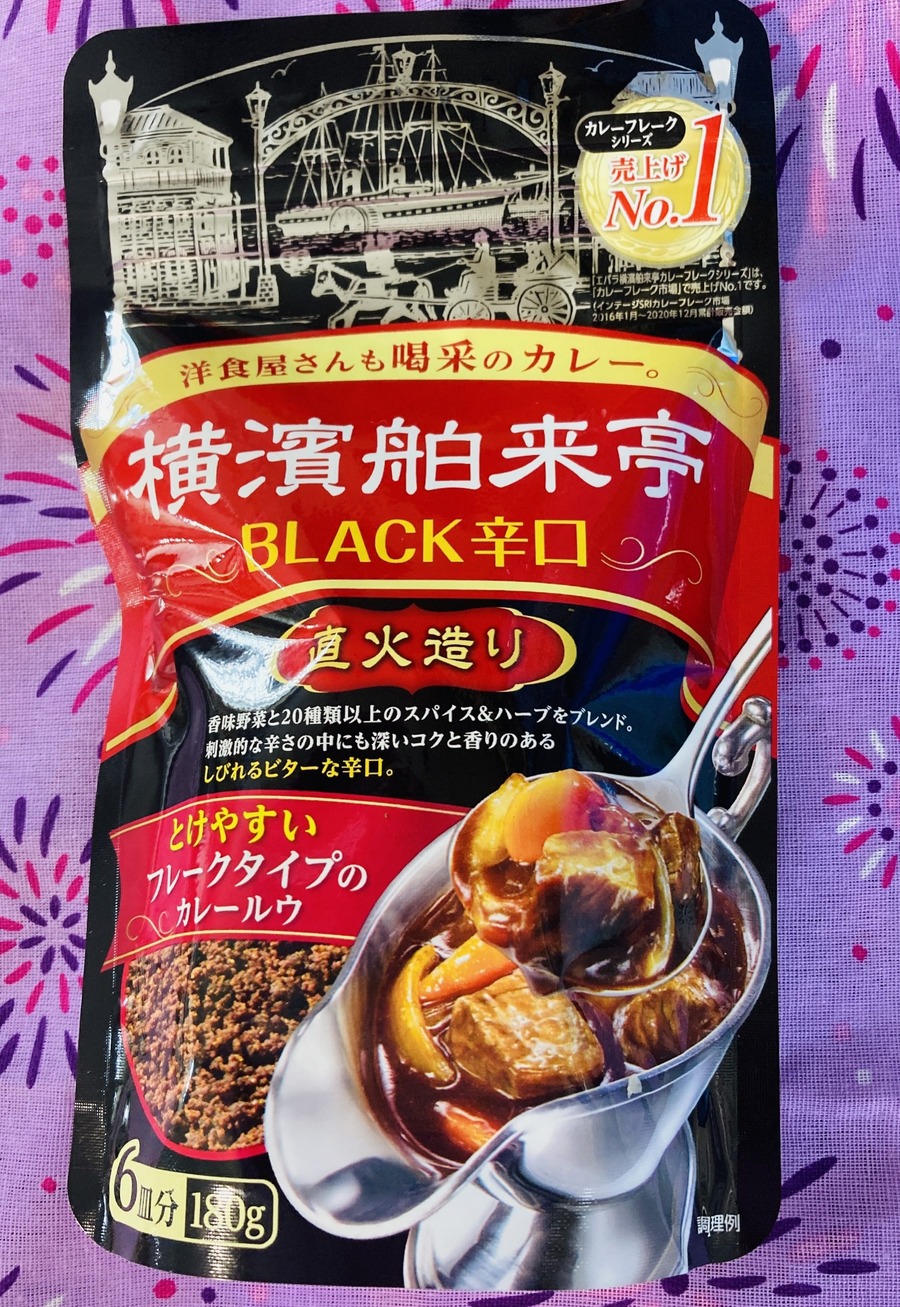 カレーフレーク
シリーズ
売上げ
No.1
「エバラ横濱舶来亭カレーフレークシリーズ」は、
「カレーフレーク市場」で売上げNo.1です。
(インテージSRIカレーフレーク市場
2016年1月〜2020年12月累計販売金額)
洋食屋さんも喝采のカレー。
横濱舶来亭
BLACK辛口
直火造り
香味野菜と20種類以上のスパイス&ハーブをブレンド。
刺激的な辛さの中にも深いコクと香りのある
しびれるビターな辛口。
とけやすい
フレークタイプの
カレールウ
6皿分 180g
調理例